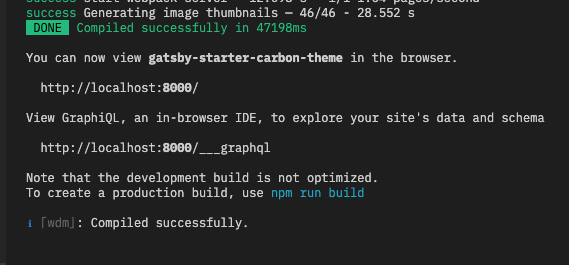 success Generating image thumbnails — 46/46 - 28.552 s
DONE Compiled successfully in 47198ms
You can now view gatsby-starter-carbon-theme in the browser.
http://localhost:8000/
View GraphiQL, an in-browser IDE, to explore your site's data and schema
http://localhost:8000/___graphql
Note that the development build is not optimized.
To create a production build, use npm run build
ℹ ｢wdm｣: Compiled successfully.